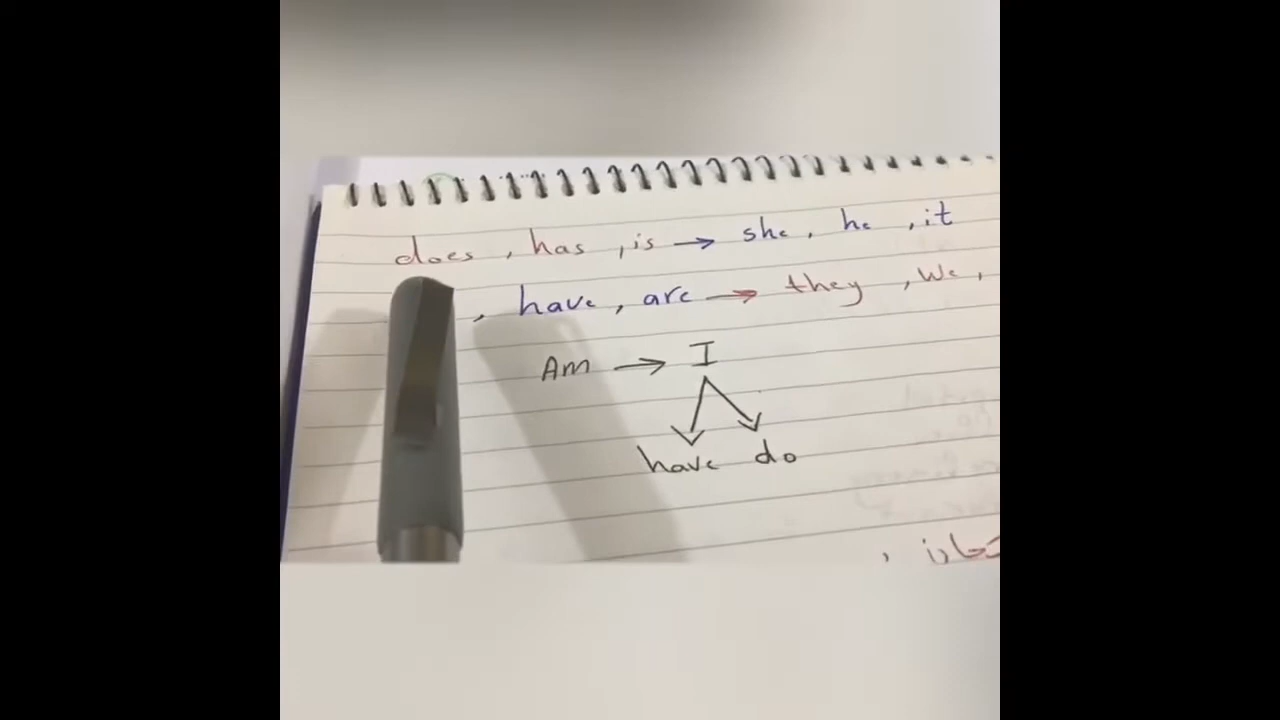 does , has , is → she , he , it
, have , are → they , We ,
Am → I
have do